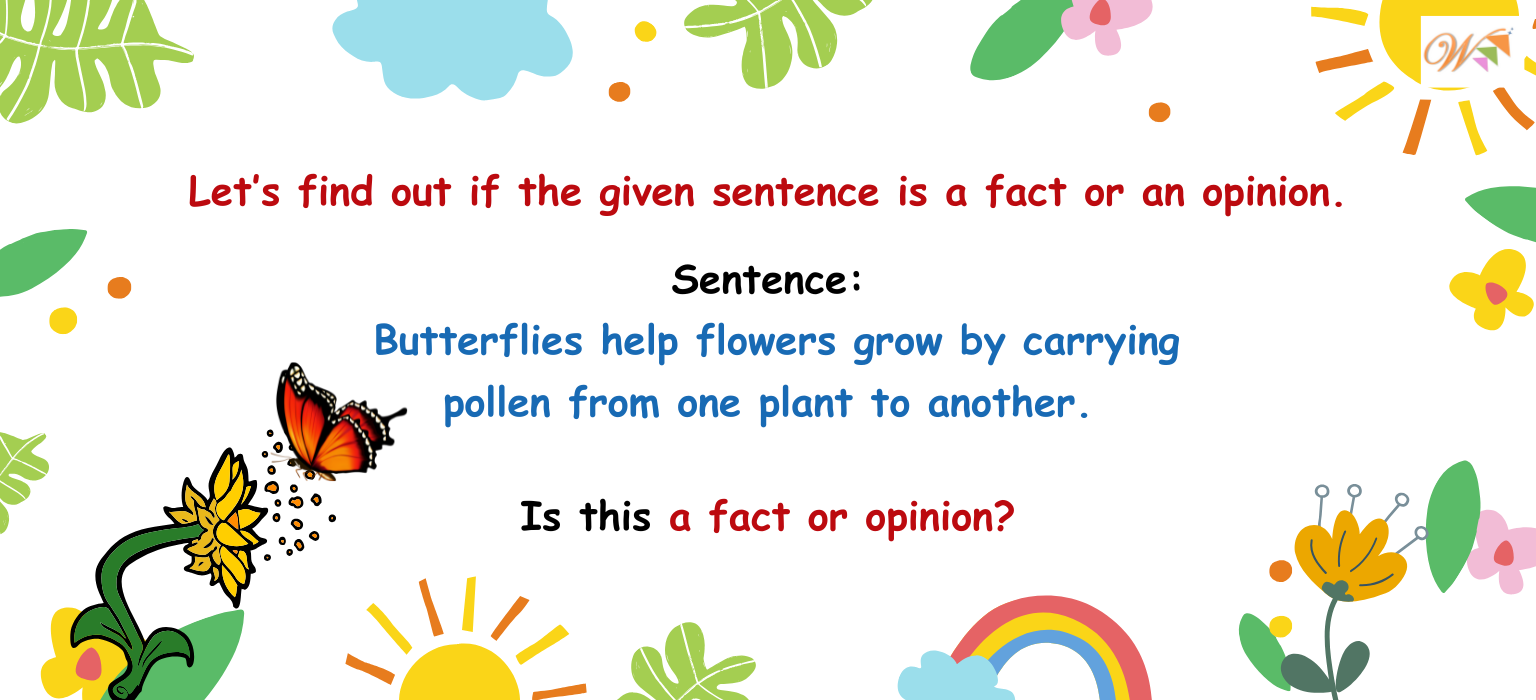 Let's find out if the given sentence is a fact or an opinion.
Sentence:
Butterflies help flowers grow by carrying
pollen from one plant to another.
Is this a fact or opinion?